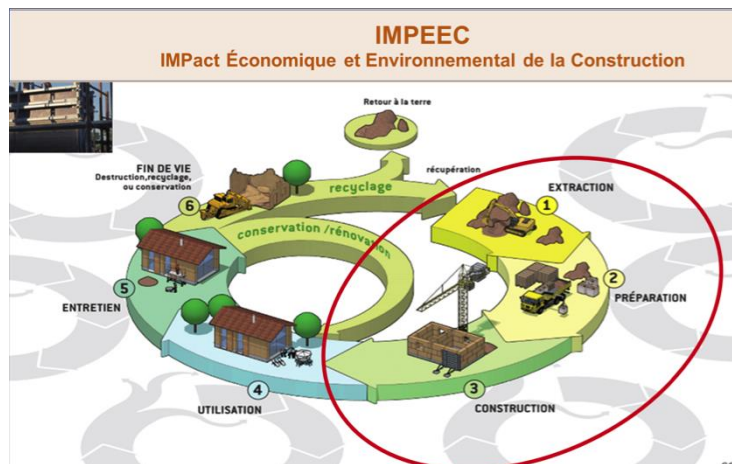 IMPEEC
IMPact Économique et Environnemental de la Construction
Retour à la terre
FIN DE VIE
Destruction,recyclage,
ou conservation
récupération
6
recyclage
1
EXTRACTION
conservation /rénovation
2
PRÉPARATION
5
ENTRETIEN
4
UTILISATION
3
CONSTRUCTION